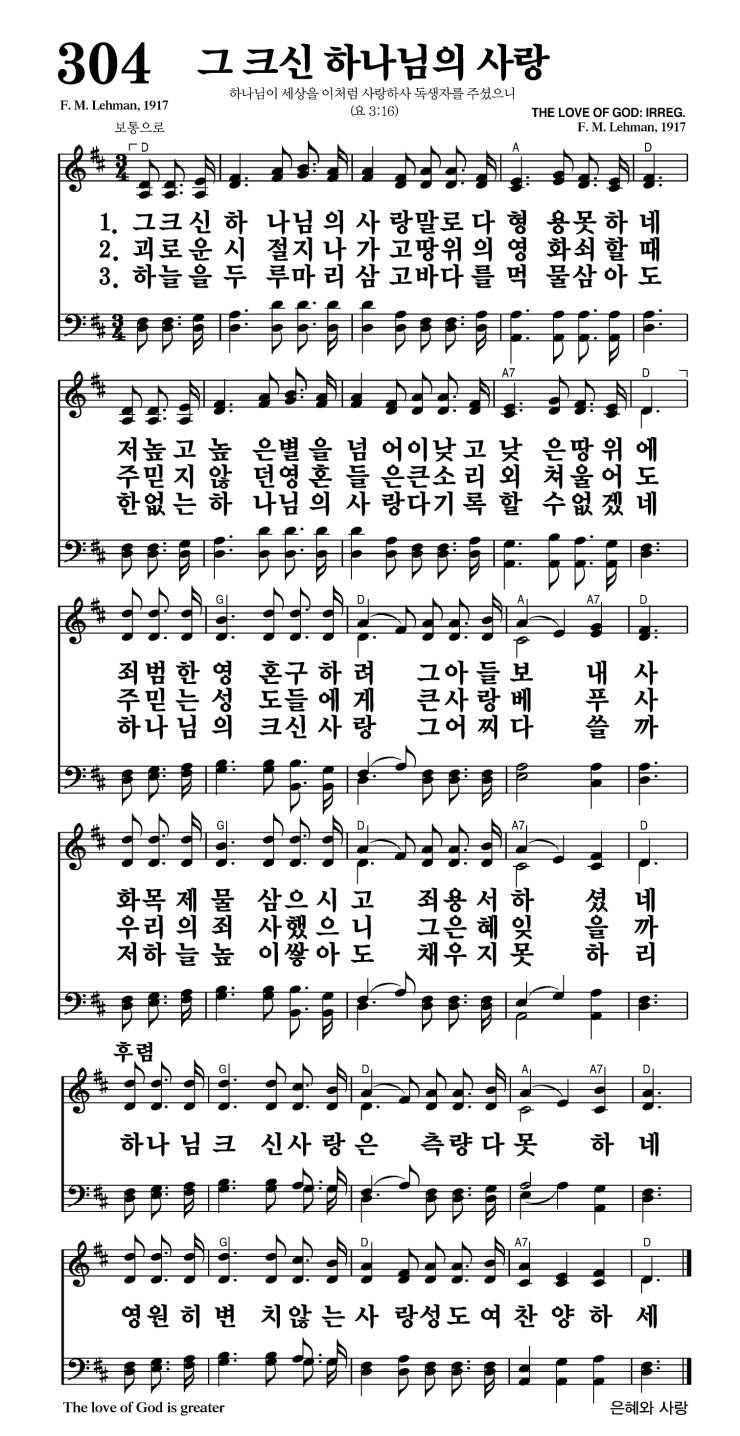 304 그 크신 하나님의 사랑
하나님이 세상을 이처럼 사랑하사 독생자를 주셨으니
(요 3:16)
F. M. Lehman, 1917
THE LOVE OF GOD: IRREG.
F. M. Lehman, 1917
보통으로
D A D
3 4
1. 그크신하 나님의사랑말로다형 용못하네
2. 괴로운시 절지나가고땅위의영 화쇠할때
3. 하늘을두 루마리삼고바다를먹 물삼아도
3 4
A7 D
저높고높 은별을넘어이낮고낮 은땅위에
주믿지않 던영혼들은큰소리외 쳐울어도
한없는하 나님의사랑다기록할 수없겠네
G D A A7 D
죄범한영 혼구하려 그아들보 내사
주믿는성 도들에게 큰사랑베 푸사
하나님의 크신사랑 그어찌다 쓸까
G D A7 D
화목제물 삼으시고 죄용서하 셨네
우리의죄 사했으니 그은혜잊 을까
저하늘높 이쌓아도 채우지못 하리
후렴
G D A A7 D
하나님크 신사랑은 측량다못 하네
G D A7 D
영원히변 치않는사랑성도여찬양하세
The love of God is greater
은혜와 사랑